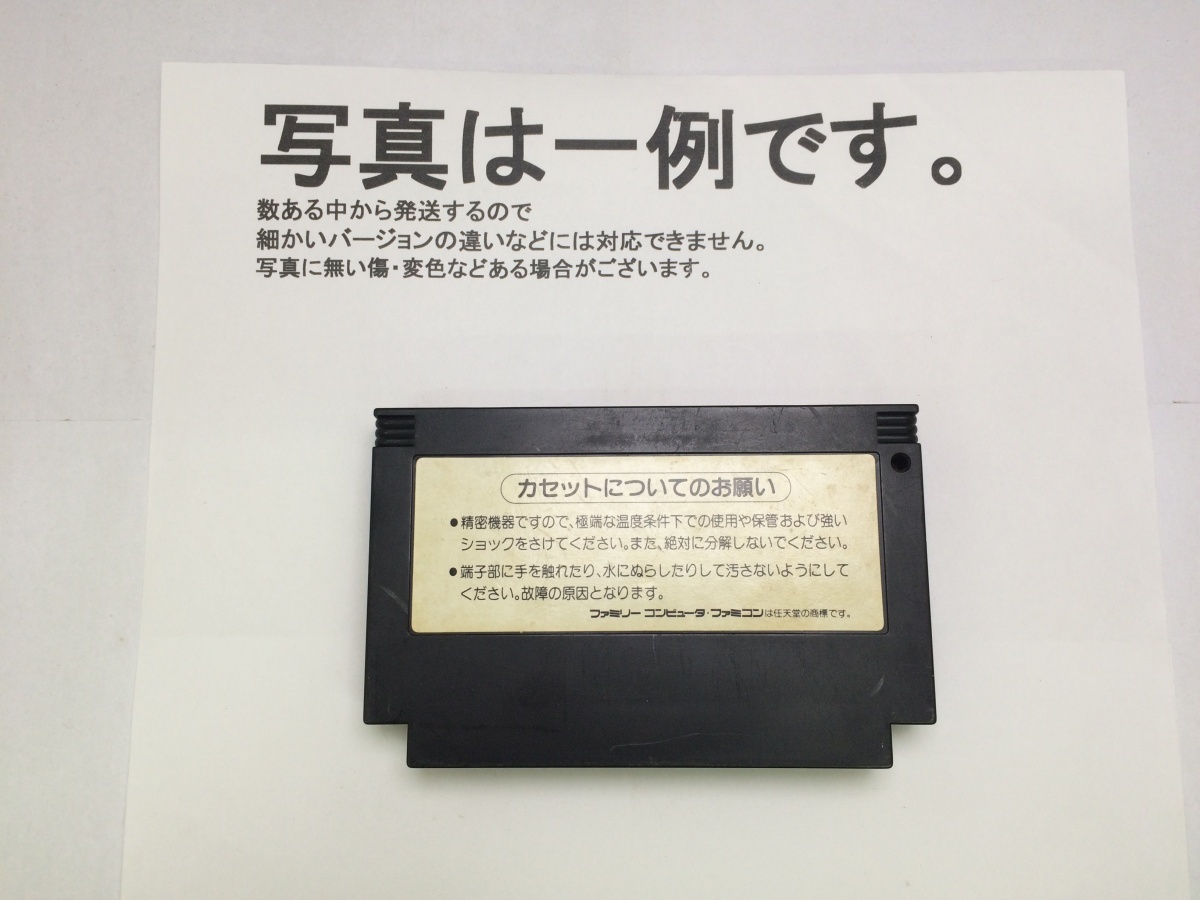 写真は一例です。
数ある中から発送するので
細かいバージョンの違いなどには対応できません。
写真に無い傷・変色などある場合がございます。
カセットについてのお願い
●精密機器ですので、極端な温度条件下での使用や保管および強い
ショックをさけてください。また、絶対に分解しないでください。
●端子部に手を触れたり、水にぬらしたりして汚さないようにして
ください。故障の原因となります。
ファミリー コンピュータ・ファミコンは任天堂の商標です。